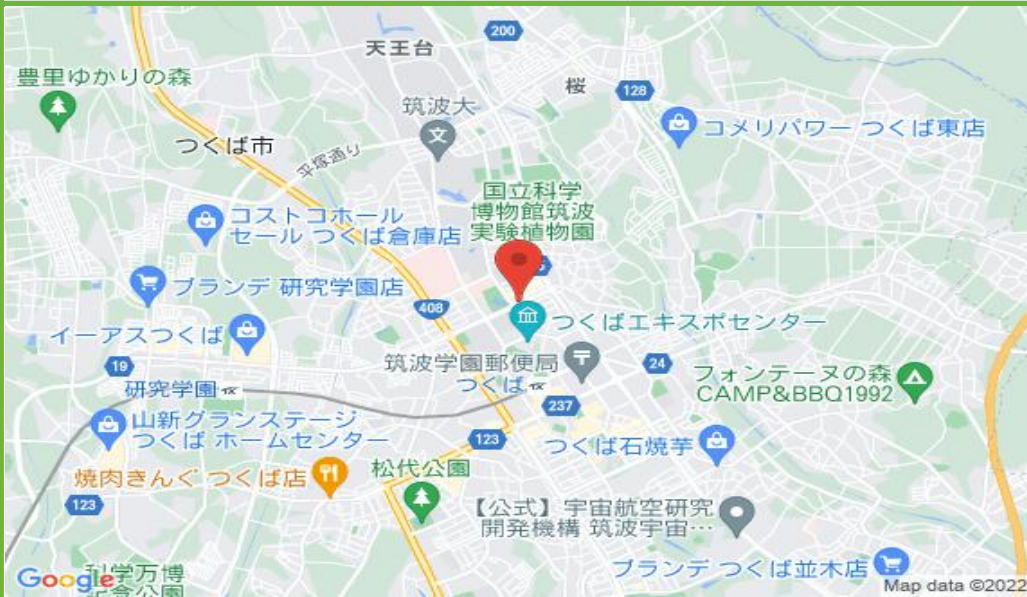 200
天王台
豊里ゆかりの森
桜
128
筑波大
文
コメリパワー つくば東店
つくば市
平塚通り
国立科学
博物館筑波
実験植物園
コストコホール
セール つくば倉庫店
ブランデ 研究学園店
408
つくばエキスポセンター
イーアスつくば
筑波学園郵便局
19
24
つくば
フォンテーヌの森
CAMP&BBQ1992
研究学園
237
山新グランステージ
つくば ホームセンター
123
つくば石焼芋
焼肉きんぐ つくば店
松代公園
123
【公式】宇宙航空研究
開発機構 筑波宇宙…
ブランデ つくば並木店
Google
科学万博
記念公園
Map data ©2022